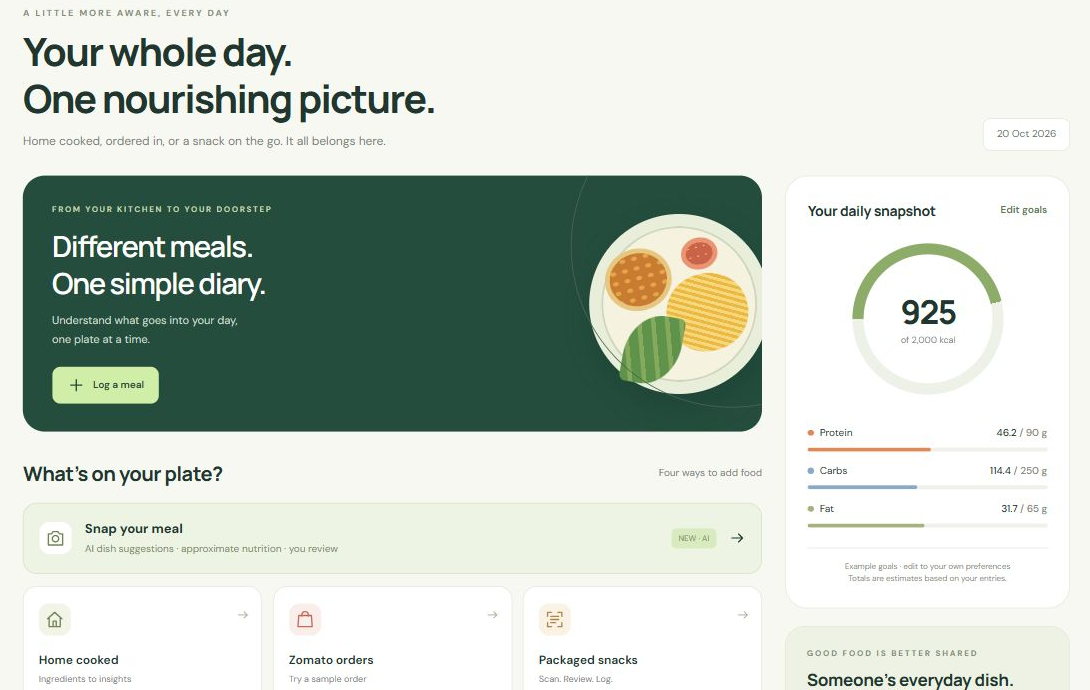 A LITTLE MORE AWARE, EVERY DAY
Your whole day.
One nourishing picture.
Home cooked, ordered in, or a snack on the go. It all belongs here.
20 Oct 2026
FROM YOUR KITCHEN TO YOUR DOORSTEP
Different meals.
One simple diary.
Understand what goes into your day,
one plate at a time.
Log a meal
What's on your plate?
Four ways to add food
Snap your meal
AI dish suggestions · approximate nutrition · you review
NEW · AI
Home cooked
Ingredients to insights
Zomato orders
Try a sample order
Packaged snacks
Scan. Review. Log.
Your daily snapshot
Edit goals
925
of 2,000 kcal
Protein
46.2 / 90 g
Carbs
114.4 / 250 g
Fat
31.7 / 65 g
Example goals · edit to your own preferences
Totals are estimates based on your entries.
GOOD FOOD IS BETTER SHARED
Someone's everyday dish.